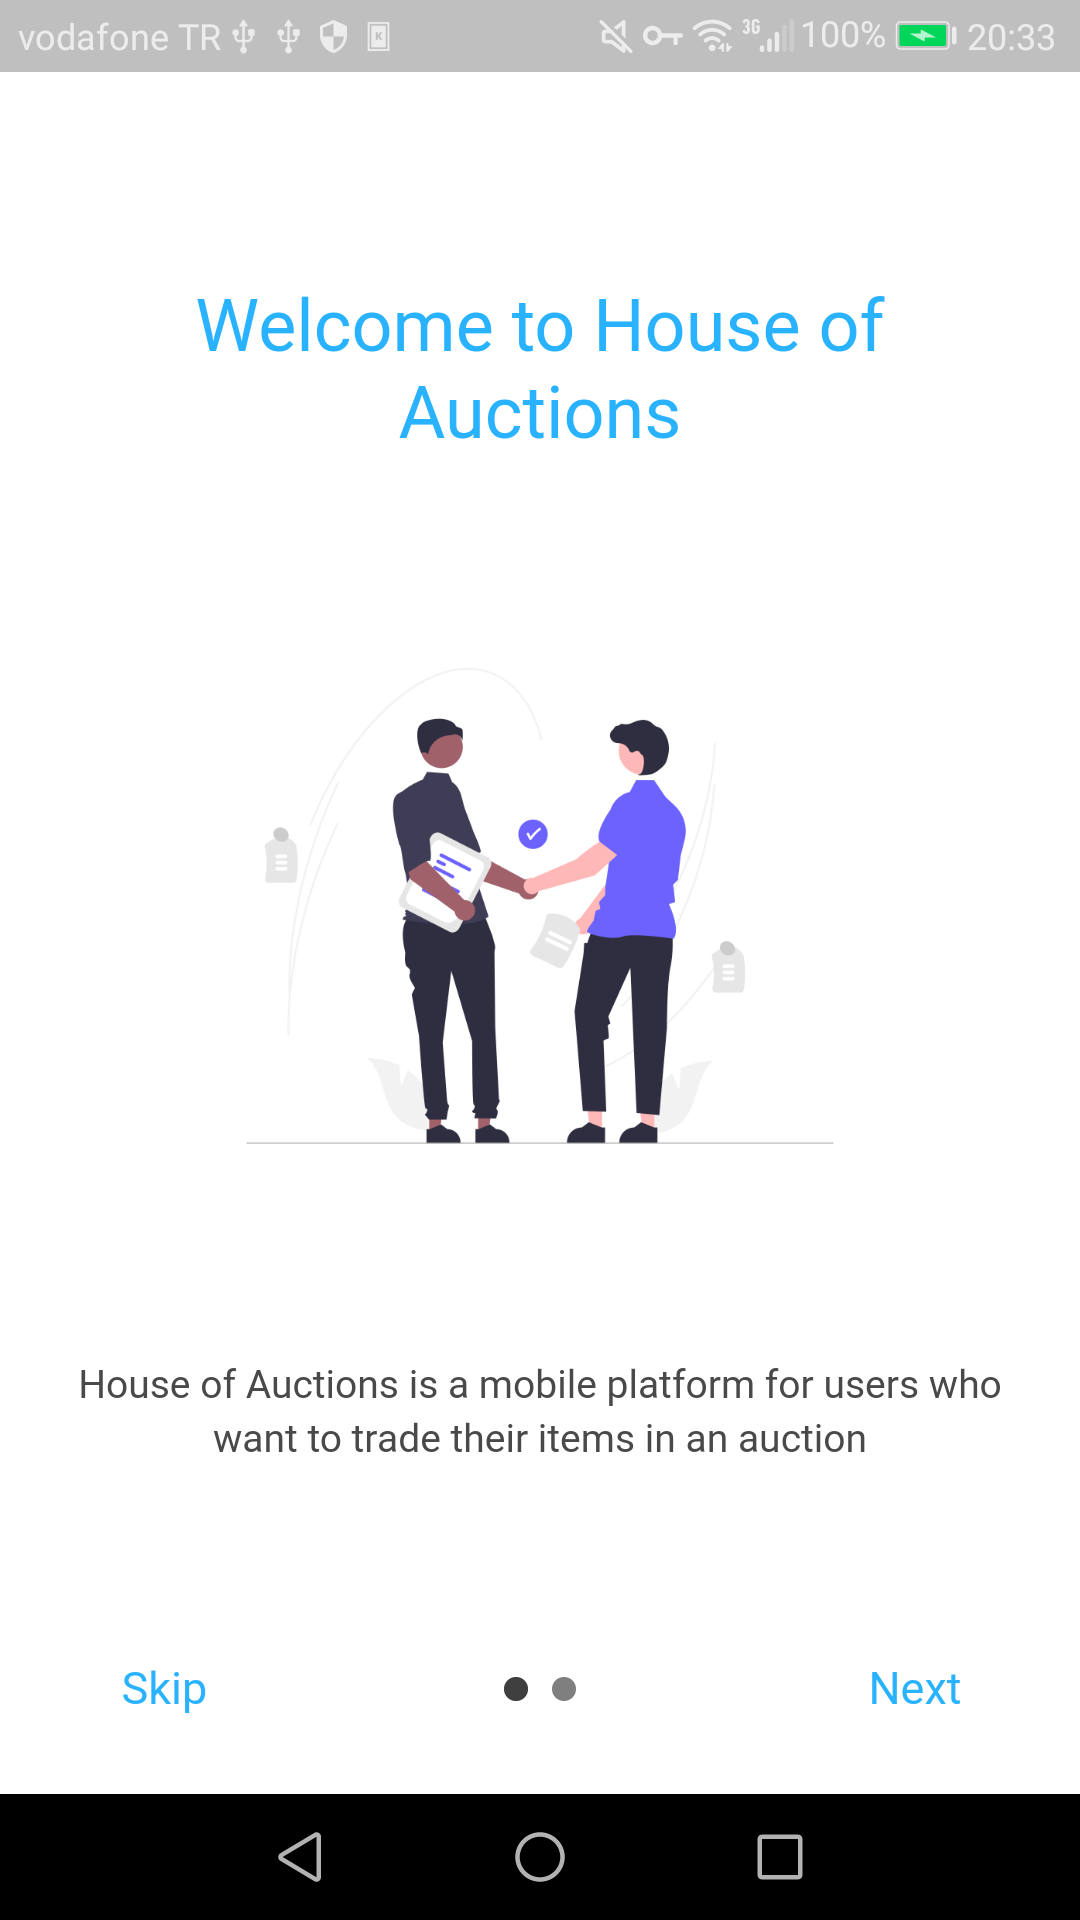 vodafone TR 3G 100% 20:33
Welcome to House of
Auctions
House of Auctions is a mobile platform for users who
want to trade their items in an auction
Skip Next